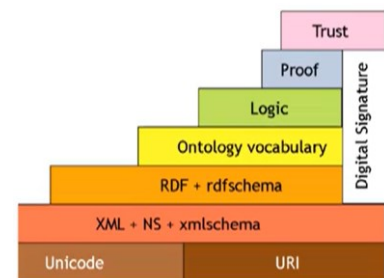 Trust
Proof
Digital Signature
Logic
Ontology vocabulary
RDF + rdfschema
XML + NS + xmlschema
Unicode
URI